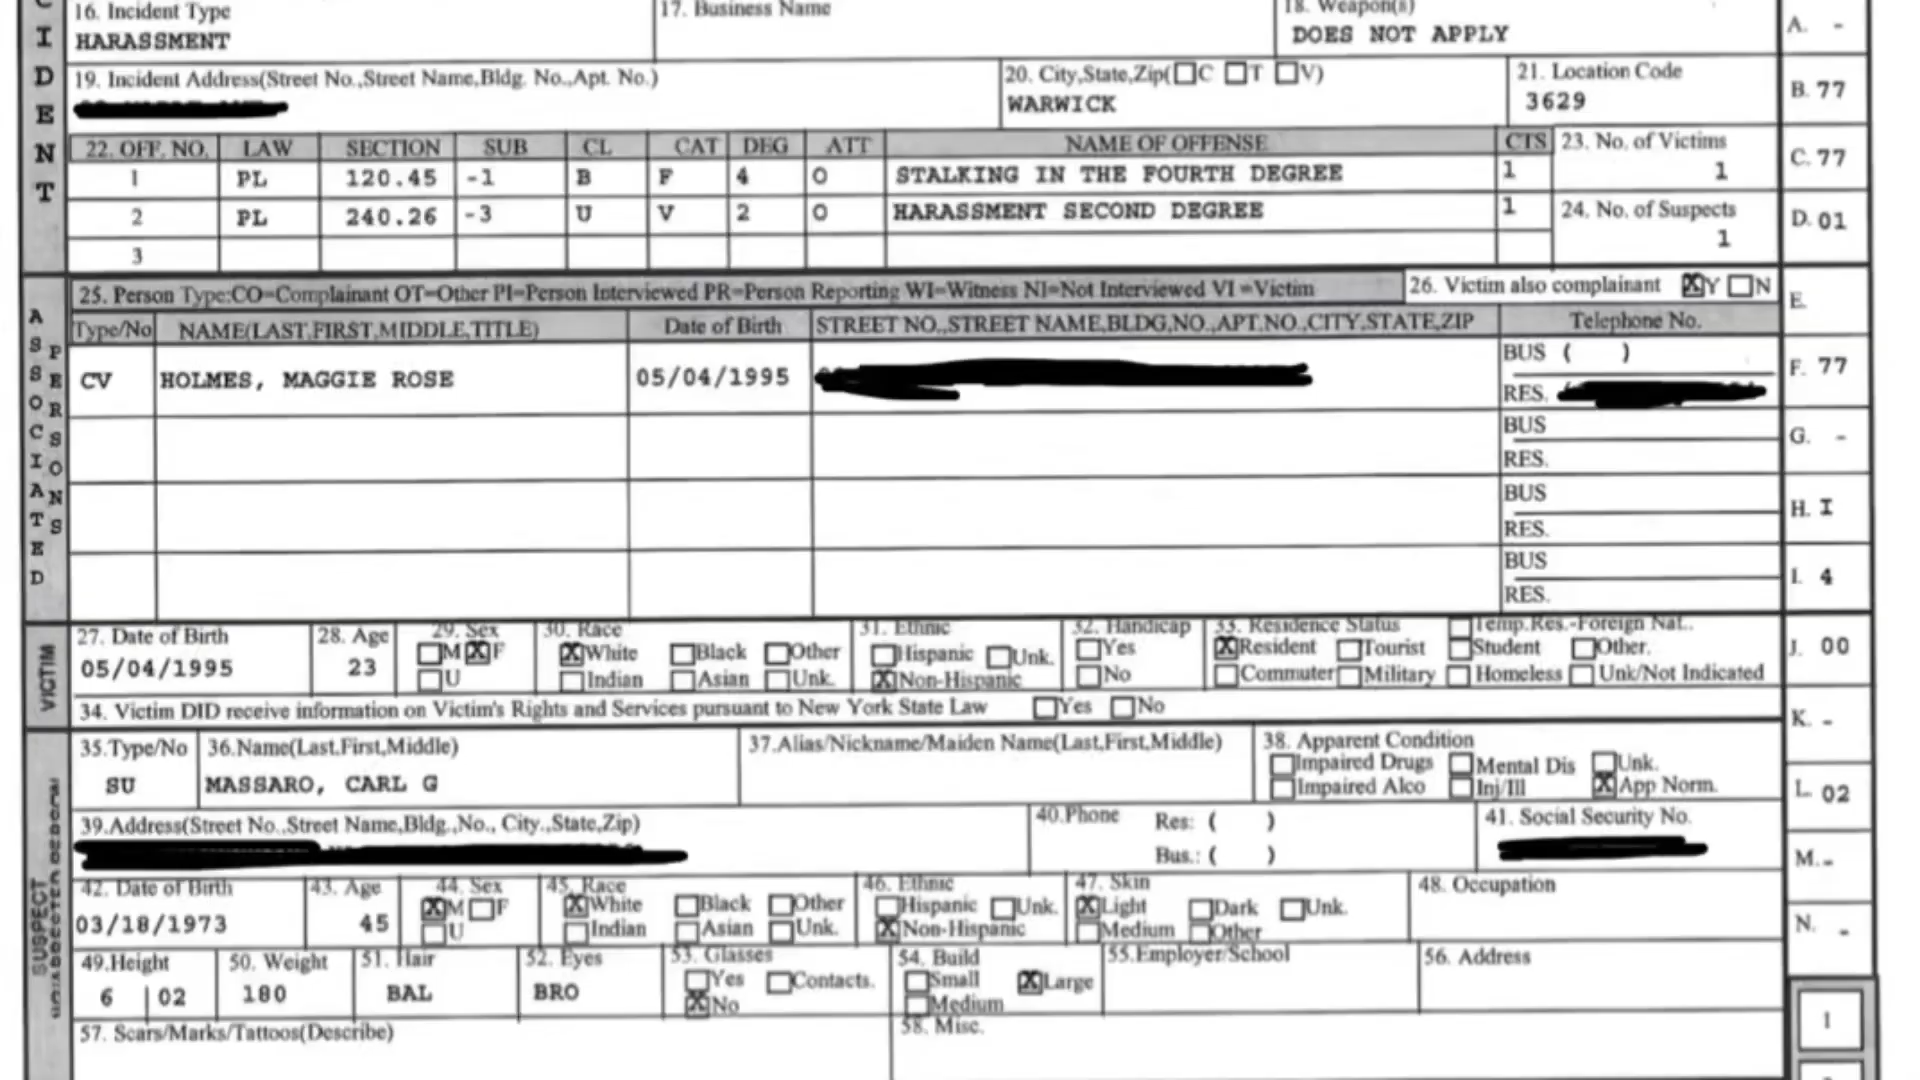 INCIDENT
16. Incident Type
17. Business Name
18. Weapon(s)
HARASSMENT
DOES NOT APPLY
A. -
19. Incident Address(Street No.,Street Name,Bldg. No.,Apt. No.)
20. City,State,Zip( C T V)
21. Location Code
WARWICK
3629
B. 77
22. OFF. NO. LAW SECTION SUB CL CAT DEG ATT NAME OF OFFENSE CTS
23. No. of Victims
1
C. 77
1 PL 120.45 -1 B F 4 O STALKING IN THE FOURTH DEGREE 1
2 PL 240.26 -3 U V 2 O HARASSMENT SECOND DEGREE 1
3
24. No. of Suspects
1
D. 01
ASSOCIATED PERSONS
25. Person Type:CO=Complainant OT=Other PI=Person Interviewed PR=Person Reporting WI=Witness NI=Not Interviewed VI=Victim
26. Victim also complainant X Y N
E.
Type/No NAME(LAST,FIRST,MIDDLE,TITLE) Date of Birth STREET NO.,STREET NAME,BLDG,NO.,APT.NO.,CITY,STATE,ZIP Telephone No.
CV HOLMES, MAGGIE ROSE 05/04/1995
BUS ( )
RES.
F. 77
BUS
RES.
G. -
BUS
RES.
H. I
BUS
RES.
I. 4
VICTIM
27. Date of Birth
05/04/1995
28. Age
23
29. Sex
M X F
U
30. Race
X White Black Other
Indian Asian Unk.
31. Ethnic
Hispanic Unk.
X Non-Hispanic
32. Handicap
Yes
No
33. Residence Status Temp.Res.-Foreign Nat..
X Resident Tourist Student Other.
Commuter Military Homeless Unk/Not Indicated
J. 00
34. Victim DID receive information on Victim's Rights and Services pursuant to New York State Law Yes No
K. -
SUSPECT
35.Type/No
SU
36.Name(Last,First,Middle)
MASSARO, CARL G
37.Alias/Nickname/Maiden Name(Last,First,Middle)
38. Apparent Condition
Impaired Drugs Mental Dis Unk.
Impaired Alco Inj/Ill X App Norm.
L. 02
39.Address(Street No.,Street Name,Bldg.,No., City.,State,Zip)
40.Phone Res: ( )
Bus.: ( )
41. Social Security No.
M.-
42. Date of Birth
03/18/1973
43. Age
45
44. Sex
X M F
U
45. Race
X White Black Other
Indian Asian Unk.
46. Ethnic
Hispanic Unk.
X Non-Hispanic
47. Skin
X Light Dark Unk.
Medium Other
48. Occupation
N. -
49.Height
6 02
50. Weight
180
51. Hair
BAL
52. Eyes
BRO
53. Glasses
Yes Contacts.
X No
54. Build
Small X Large
Medium
55.Employer/School
56. Address
57. Scars/Marks/Tattoos(Describe)
58. Misc.
1